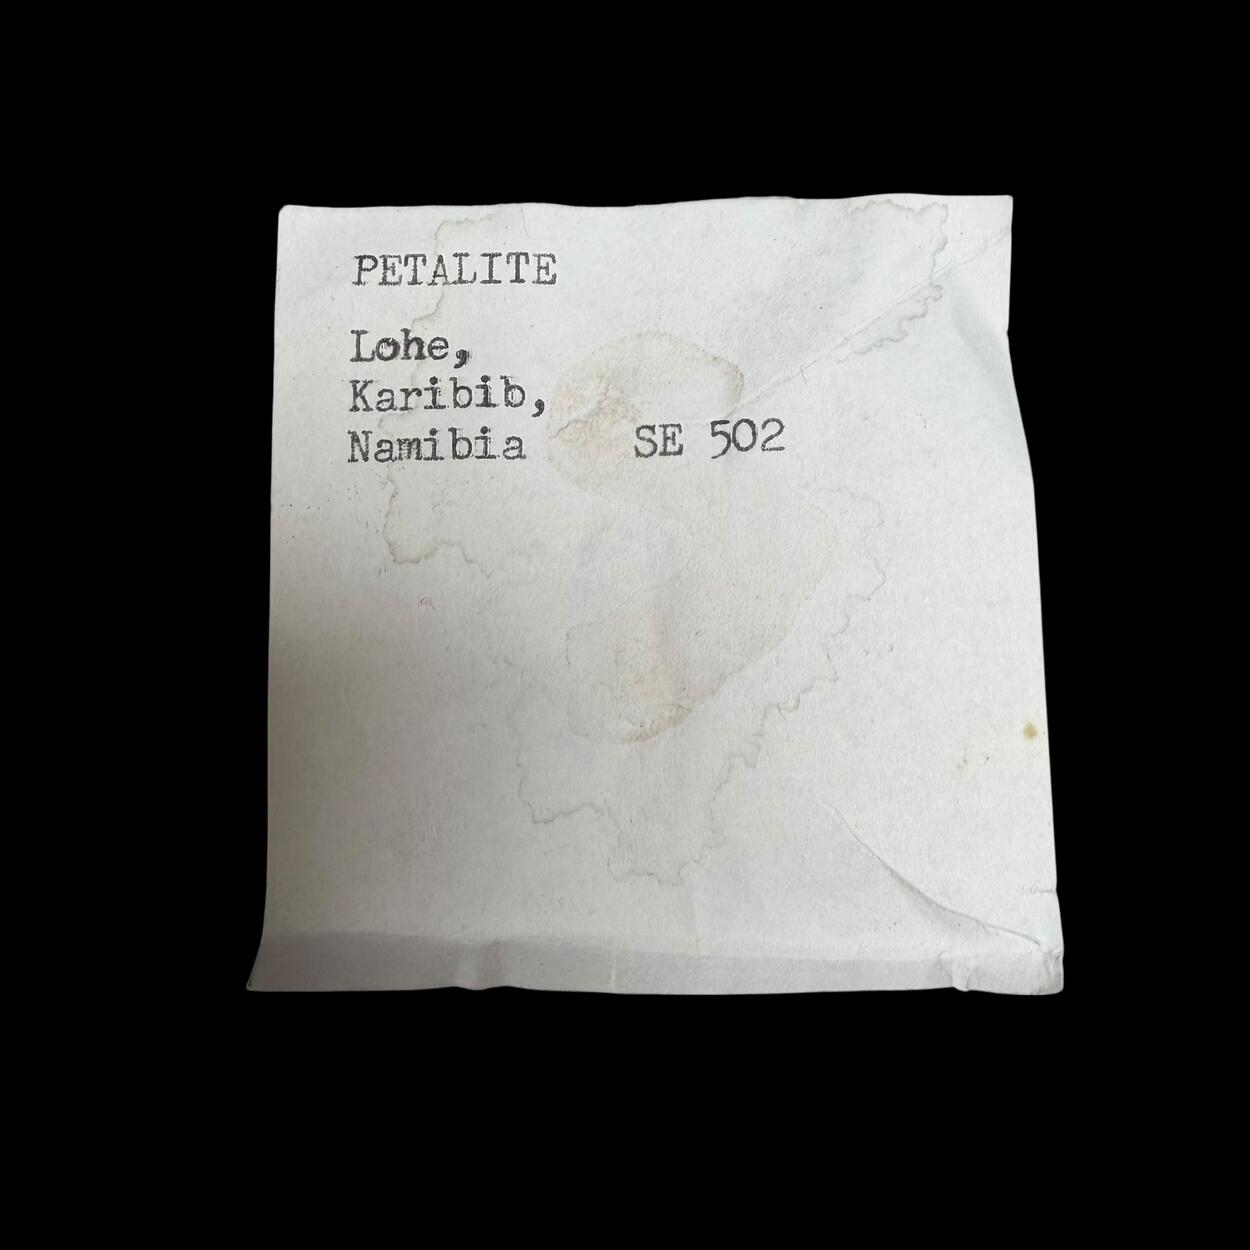 PETALITE
Lohe,
Karibib,
Namibia SE 502